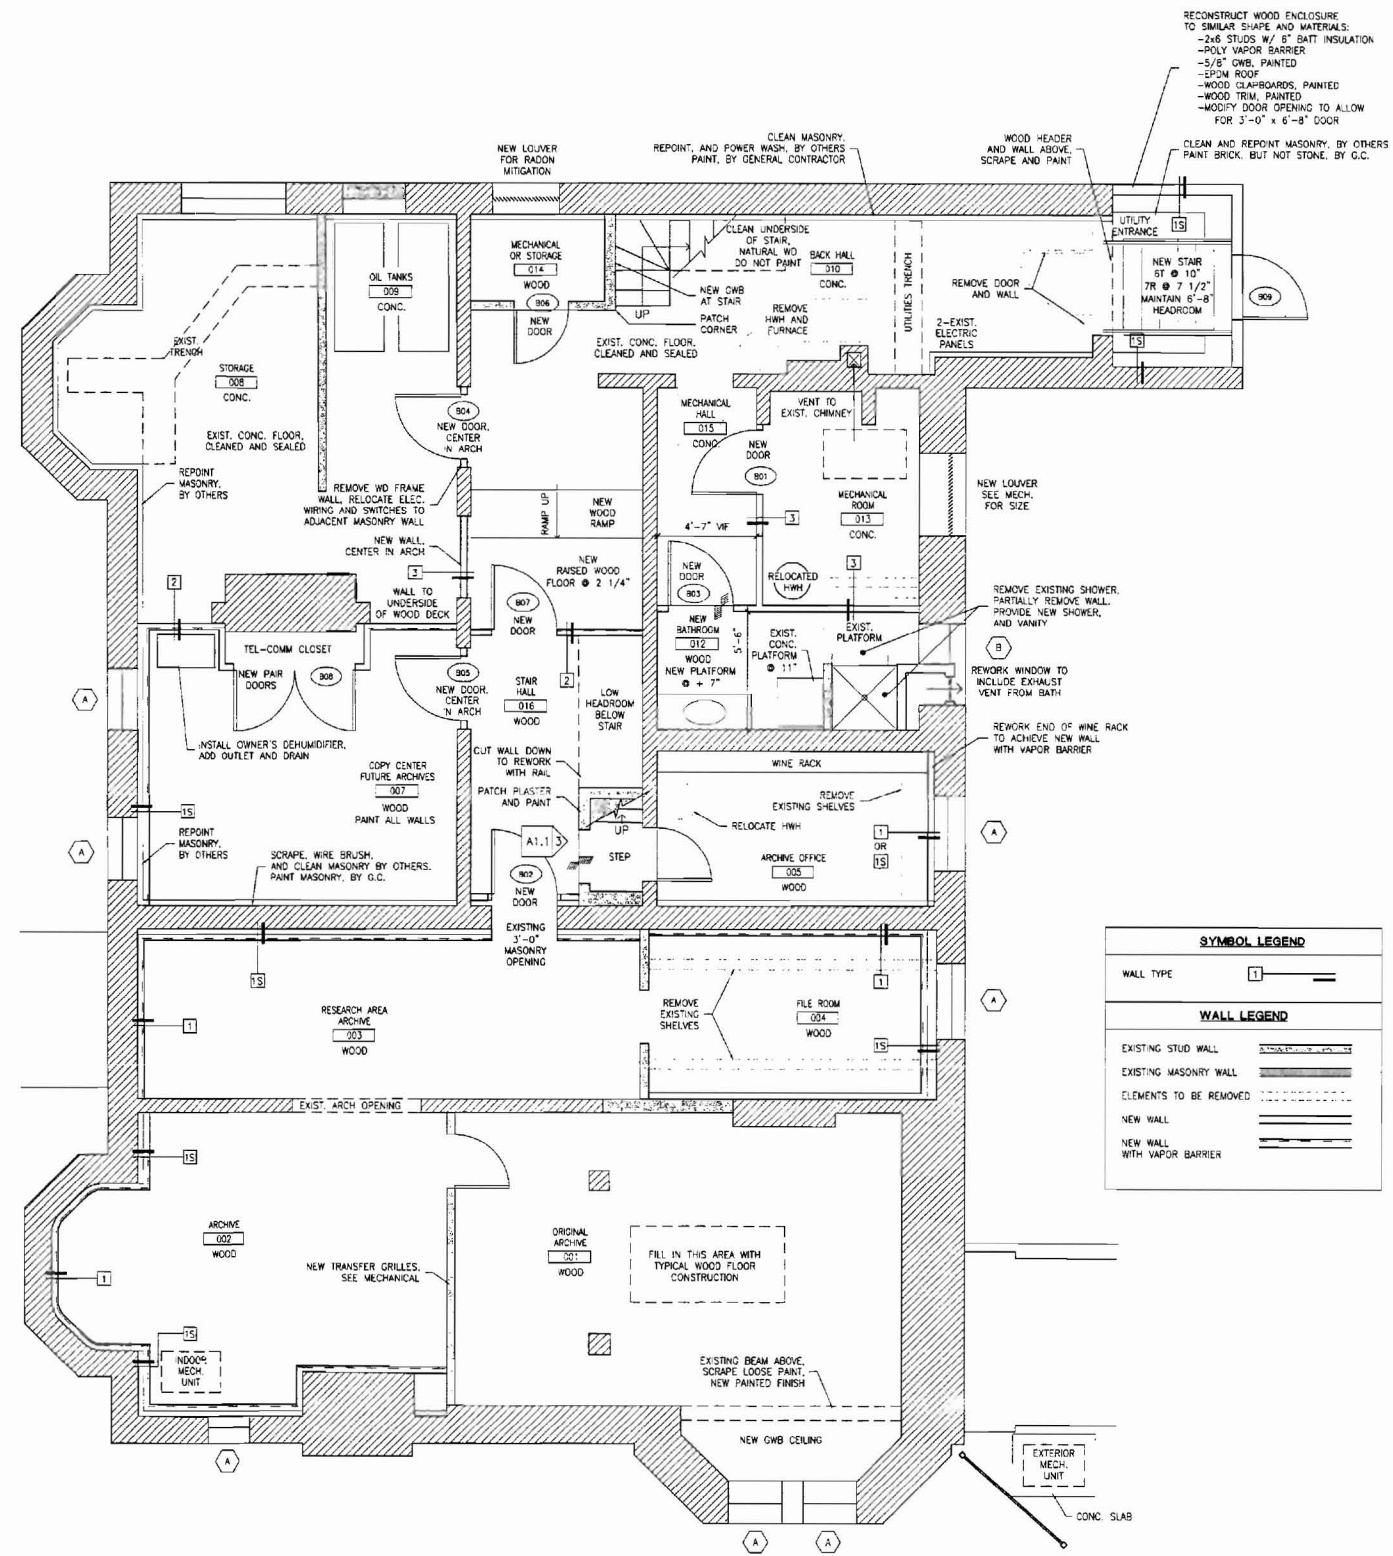 RECONSTRUCT WOOD ENCLOSURE
TO SIMILAR SHAPE AND MATERIALS:
-2x6 STUDS W/ 6" BATT INSULATION
-POLY VAPOR BARRIER
-5/8" GWB, PAINTED
-EPDM ROOF
-WOOD CLAPBOARDS, PAINTED
-WOOD TRIM, PAINTED
-MODIFY DOOR OPENING TO ALLOW
FOR 3'-0" x 6'-8" DOOR
CLEAN MASONRY,
REPOINT, AND POWER WASH, BY OTHERS
PAINT, BY GENERAL CONTRACTOR
WOOD HEADER
AND WALL ABOVE,
SCRAPE AND PAINT
CLEAN AND REPOINT MASONRY, BY OTHERS
PAINT BRICK, BUT NOT STONE, BY G.C.
NEW LOUVER
FOR RADON
MITIGATION
UTILITY
ENTRANCE
1S
MECHANICAL
OR STORAGE
014
WOOD
B06
NEW
DOOR
CLEAN UNDERSIDE
OF STAIR,
NATURAL WD
DO NOT PAINT
BACK HALL
010
CONC.
UTILITIES TRENCH
REMOVE DOOR
AND WALL
NEW STAIR
6T @ 10"
7R @ 7 1/2"
MAINTAIN 6'-8"
HEADROOM
B09
OIL TANKS
009
CONC.
NEW GWB
AT STAIR
UP
PATCH
CORNER
REMOVE
HWH AND
FURNACE
2-EXIST.
ELECTRIC
PANELS
1S
EXIST.
TRENCH
STORAGE
008
CONC.
EXIST. CONC. FLOOR,
CLEANED AND SEALED
EXIST. CONC. FLOOR,
CLEANED AND SEALED
B04
NEW DOOR,
CENTER
IN ARCH
MECHANICAL
HALL
015
CONC.
VENT TO
EXIST. CHIMNEY
NEW
DOOR
B01
REPOINT
MASONRY,
BY OTHERS
REMOVE WD FRAME
WALL, RELOCATE ELEC.
WIRING AND SWITCHES TO
ADJACENT MASONRY WALL
RAMP UP
NEW
WOOD
RAMP
MECHANICAL
ROOM
013
CONC.
NEW LOUVER
SEE MECH.
FOR SIZE
4'-7" VIF
3
NEW WALL,
CENTER IN ARCH
3
NEW
RAISED WOOD
FLOOR @ 2 1/4"
NEW
DOOR
B03
RELOCATED
HWH
3
2
WALL TO
UNDERSIDE
OF WOOD DECK
B07
NEW
DOOR
REMOVE EXISTING SHOWER,
PARTIALLY REMOVE WALL.
PROVIDE NEW SHOWER,
AND VANITY
TEL-COMM CLOSET
NEW PAIR
DOORS
B08
B05
NEW DOOR,
CENTER
IN ARCH
STAIR
HALL
016
WOOD
2
LOW
HEADROOM
BELOW
STAIR
NEW
BATHROOM
012
WOOD
NEW PLATFORM
@ + 7"
5'-6"
EXIST.
CONC.
PLATFORM
@ 11"
EXIST.
PLATFORM
B
REWORK WINDOW TO
INCLUDE EXHAUST
VENT FROM BATH
A
INSTALL OWNER'S DEHUMIDIFIER,
ADD OUTLET AND DRAIN
CUT WALL DOWN
TO REWORK
WITH RAIL
REWORK END OF WINE RACK
TO ACHIEVE NEW WALL
WITH VAPOR BARRIER
COPY CENTER
FUTURE ARCHIVES
007
WOOD
PAINT ALL WALLS
PATCH PLASTER
AND PAINT
WINE RACK
REMOVE
EXISTING SHELVES
1S
REPOINT
MASONRY,
BY OTHERS
A
A1.1 3
UP
STEP
RELOCATE HWH
1
OR
1S
A
ARCHIVE OFFICE
005
WOOD
SCRAPE, WIRE BRUSH,
AND CLEAN MASONRY BY OTHERS.
PAINT MASONRY, BY G.C.
B02
NEW
DOOR
EXISTING
3'-0"
MASONRY
OPENING
1S
1
RESEARCH AREA
ARCHIVE
003
WOOD
1
REMOVE
EXISTING
SHELVES
FILE ROOM
004
WOOD
1S
A
SYMBOL LEGEND
WALL TYPE
1
WALL LEGEND
EXISTING STUD WALL
EXISTING MASONRY WALL
ELEMENTS TO BE REMOVED
NEW WALL
NEW WALL
WITH VAPOR BARRIER
EXIST. ARCH OPENING
1S
ARCHIVE
002
WOOD
1
NEW TRANSFER GRILLES,
SEE MECHANICAL
ORIGINAL
ARCHIVE
001
WOOD
FILL IN THIS AREA WITH
TYPICAL WOOD FLOOR
CONSTRUCTION
1S
INDOOR
MECH.
UNIT
EXISTING BEAM ABOVE,
SCRAPE LOOSE PAINT,
NEW PAINTED FINISH
NEW GWB CEILING
A
EXTERIOR
MECH.
UNIT
CONC. SLAB
A
A